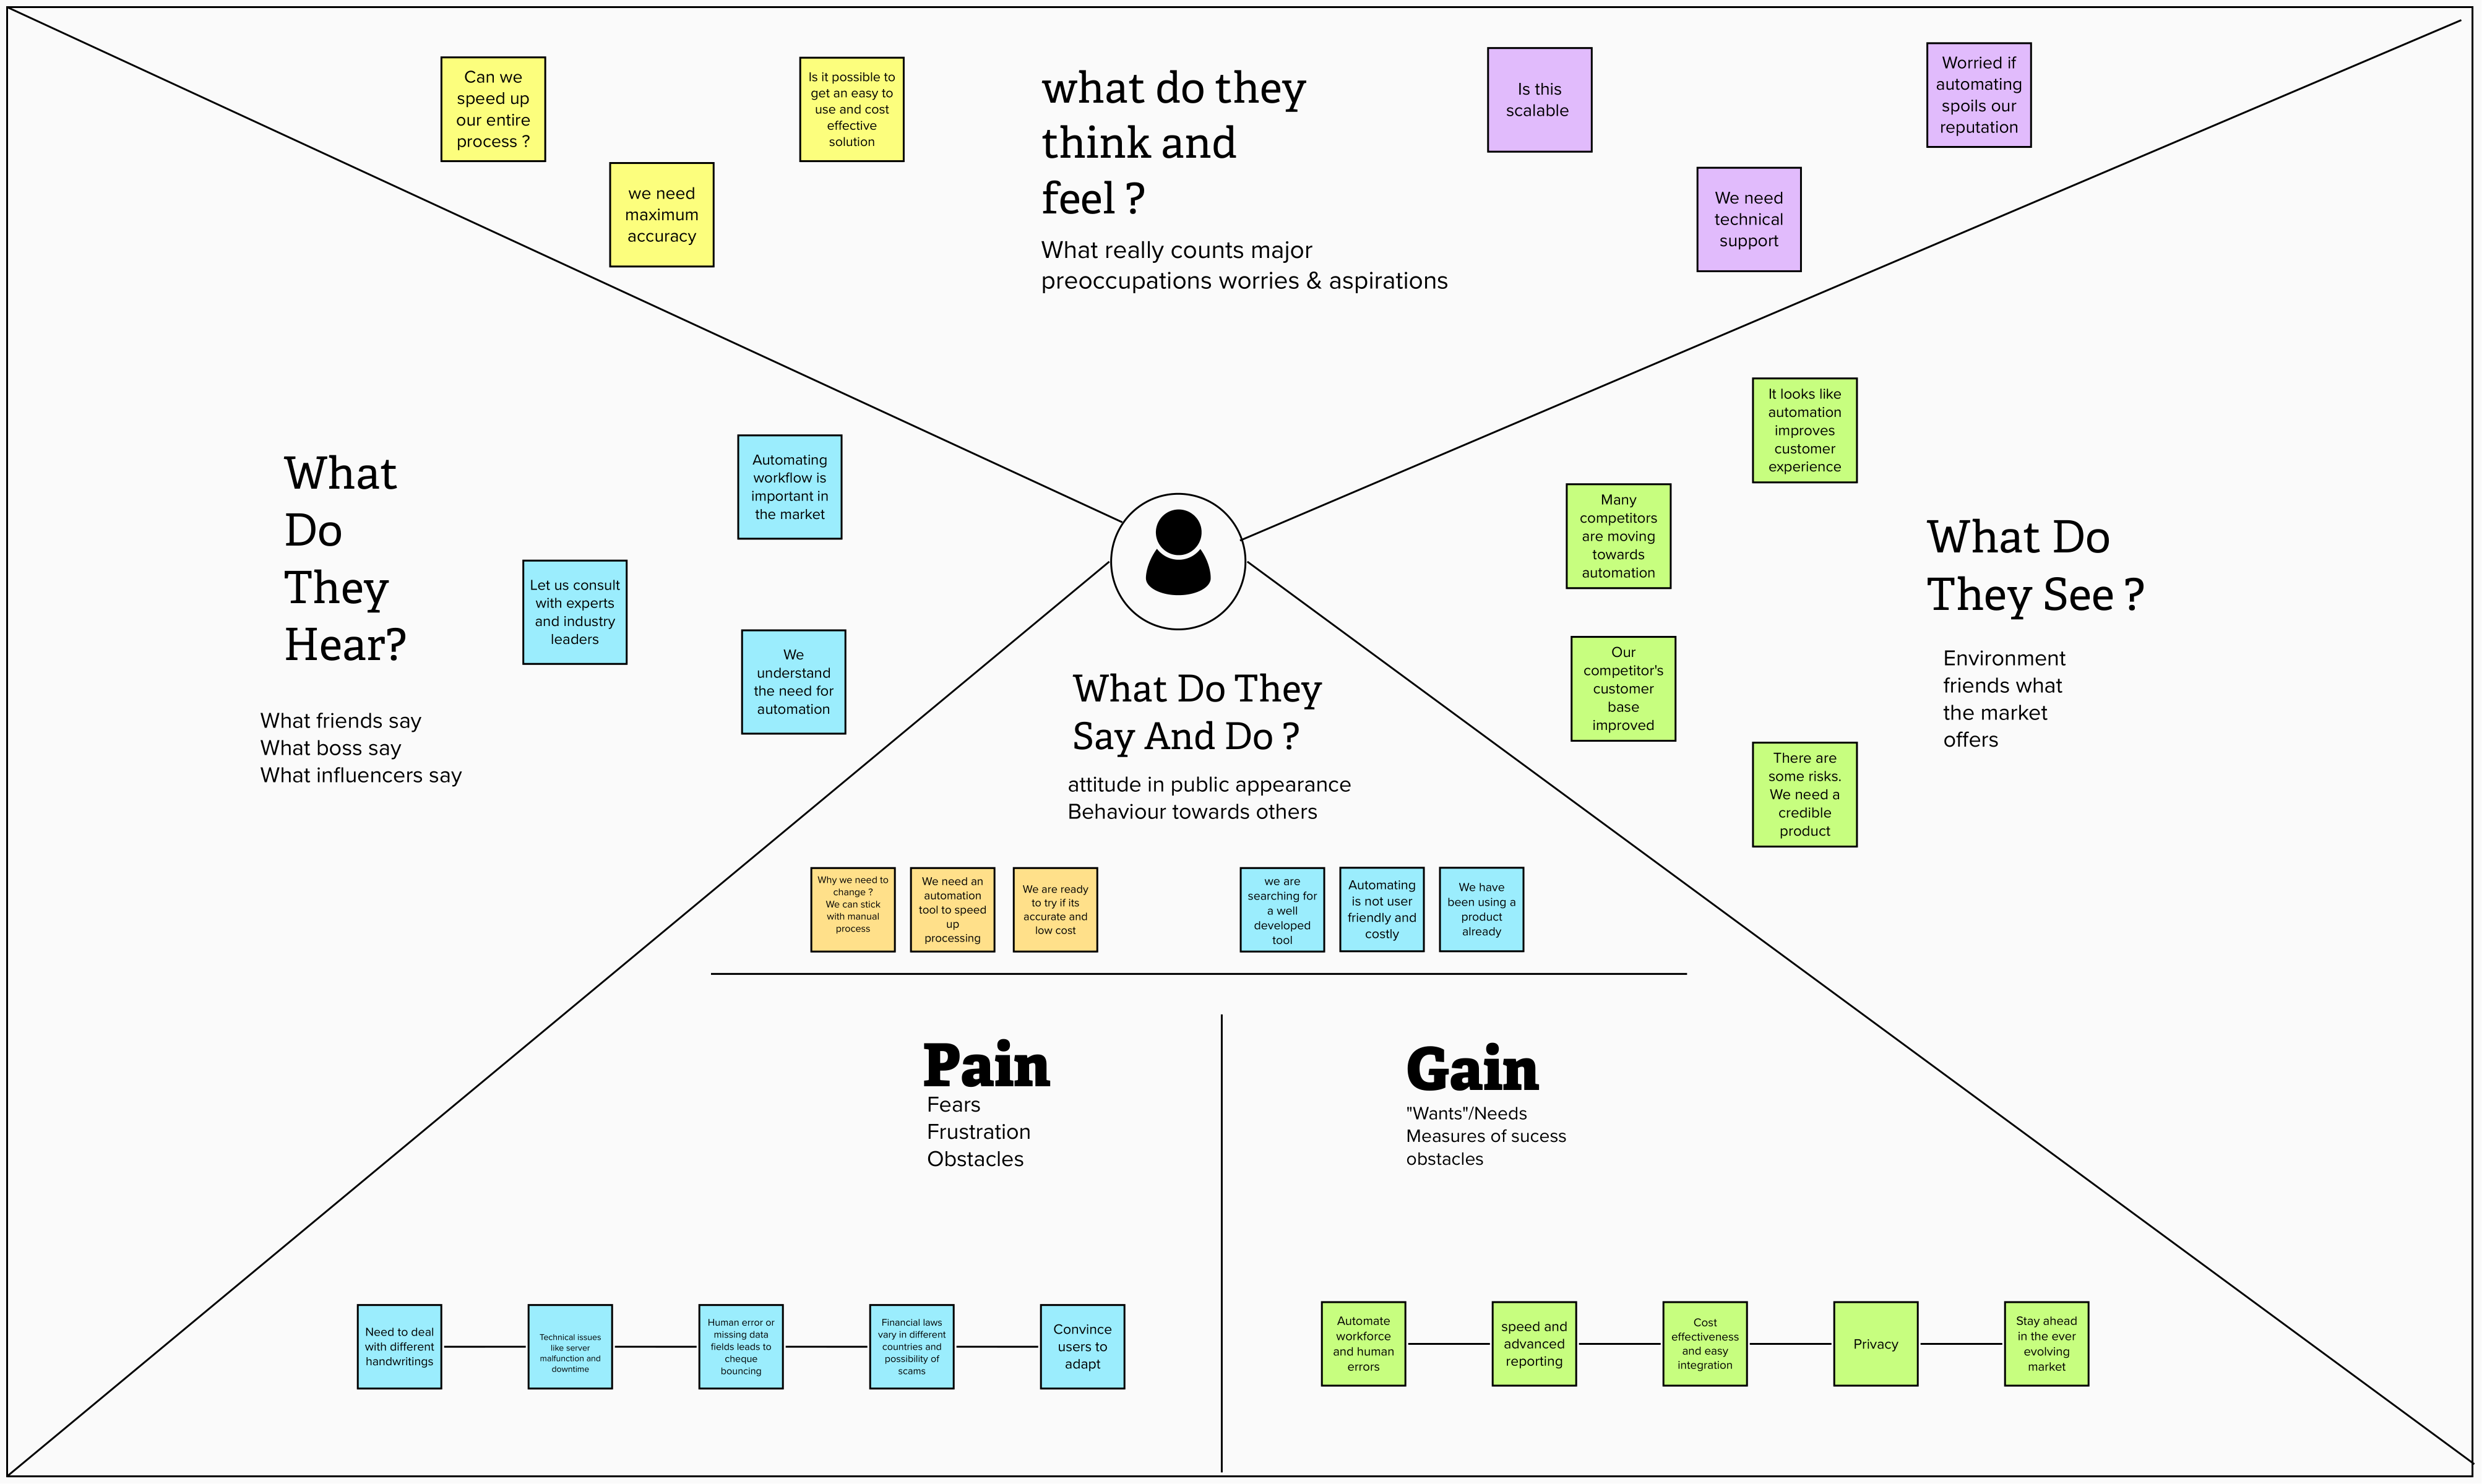 Can we
speed up
our entire
process ?
we need
maximum
accuracy
Is it possible to
get an easy to
use and cost
effective
solution
what do they
think and
feel ?
What really counts major
preoccupations worries & aspirations
Is this
scalable
We need
technical
support
Worried if
automating
spoils our
reputation
What
Do
They
Hear?
What friends say
What boss say
What influencers say
Automating
workflow is
important in
the market
Let us consult
with experts
and industry
leaders
We
understand
the need for
automation
It looks like
automation
improves
customer
experience
Many
competitors
are moving
towards
automation
Our
competitor's
customer
base
improved
There are
some risks.
We need a
credible
product
What Do
They See ?
Environment
friends what
the market
offers
What Do They
Say And Do ?
attitude in public appearance
Behaviour towards others
Why we need to
change ?
We can stick
with manual
process
We need an
automation
tool to speed
up
processing
We are ready
to try if its
accurate and
low cost
we are
searching for
a well
developed
tool
Automating
is not user
friendly and
costly
We have
been using a
product
already
Pain
Fears
Frustration
Obstacles
Need to deal
with different
handwritings
Technical issues
like server
malfunction and
downtime
Human error or
missing data
fields leads to
cheque
bouncing
Financial laws
vary in different
countries and
possibility of
scams
Convince
users to
adapt
Gain
"Wants"/Needs
Measures of sucess
obstacles
Automate
workforce
and human
errors
speed and
advanced
reporting
Cost
effectiveness
and easy
integration
Privacy
Stay ahead
in the ever
evolving
market